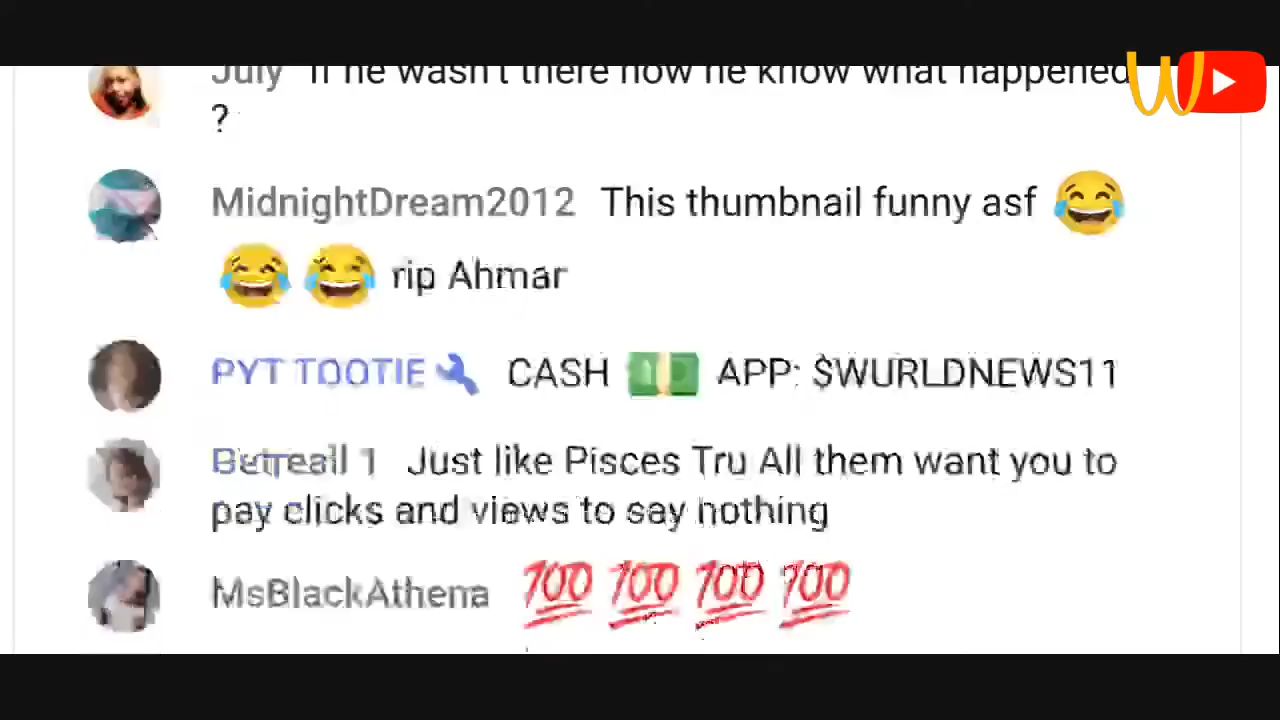 July If he wasn't there how he know what happened
?
MidnightDream2012 This thumbnail funny asf 😂
😂 😂 rip Ahmar
PYT TOOTIE🔧 CASH 💵 APP: $WURLDNEWS11
Just like Pisces Tru All them want you to
pay clicks and views to say nothing
MsBlackAthena 💯 💯 💯 💯